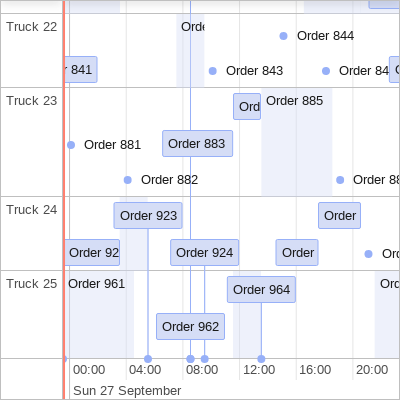 Truck 22
Order 844
841
Order 843
Truck 23
Order 885
Order 881
Order 883
Order 882
Truck 24
Order 923
Order
Order 92
Order 924
Order
Truck 25
Order 961
Order 964
Order 962
00:00 04:00 08:00 12:00 16:00 20:00
Sun 27 September